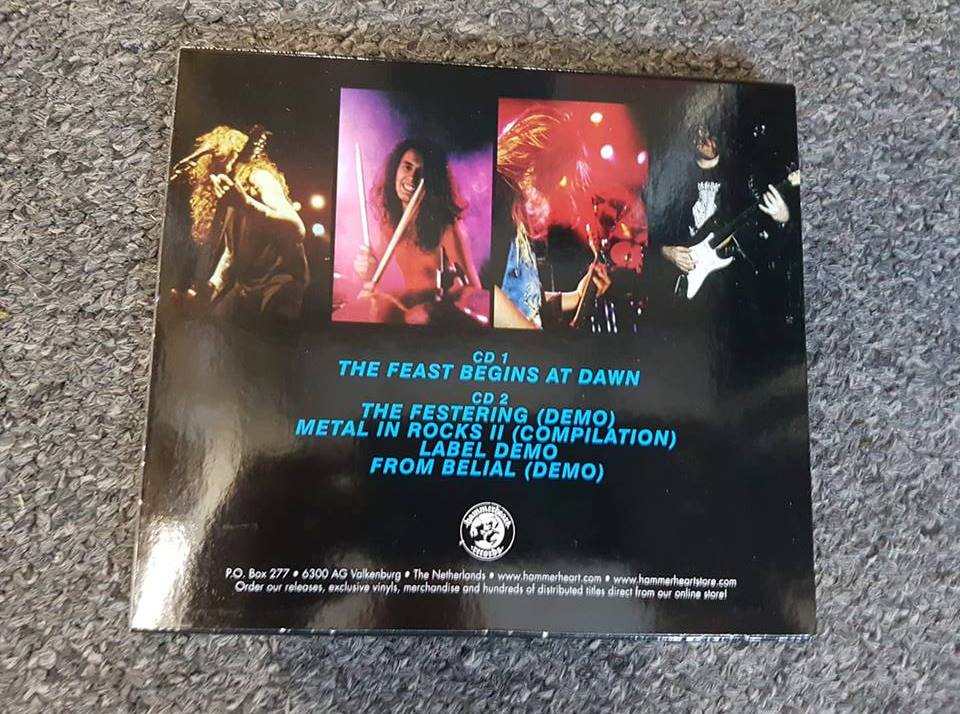 CD 1
THE FEAST BEGINS AT DAWN
CD 2
THE FESTERING (DEMO)
METAL IN ROCKS II (COMPILATION)
LABEL DEMO
FROM BELIAL (DEMO)
hammerheart
records
P.O. Box 277 • 6300 AG Valkenburg • The Netherlands • www.hammerheart.com • www.hammerheartstore.com
Order our releases, exclusive vinyls, merchandise and hundreds of distributed titles direct from our online store!